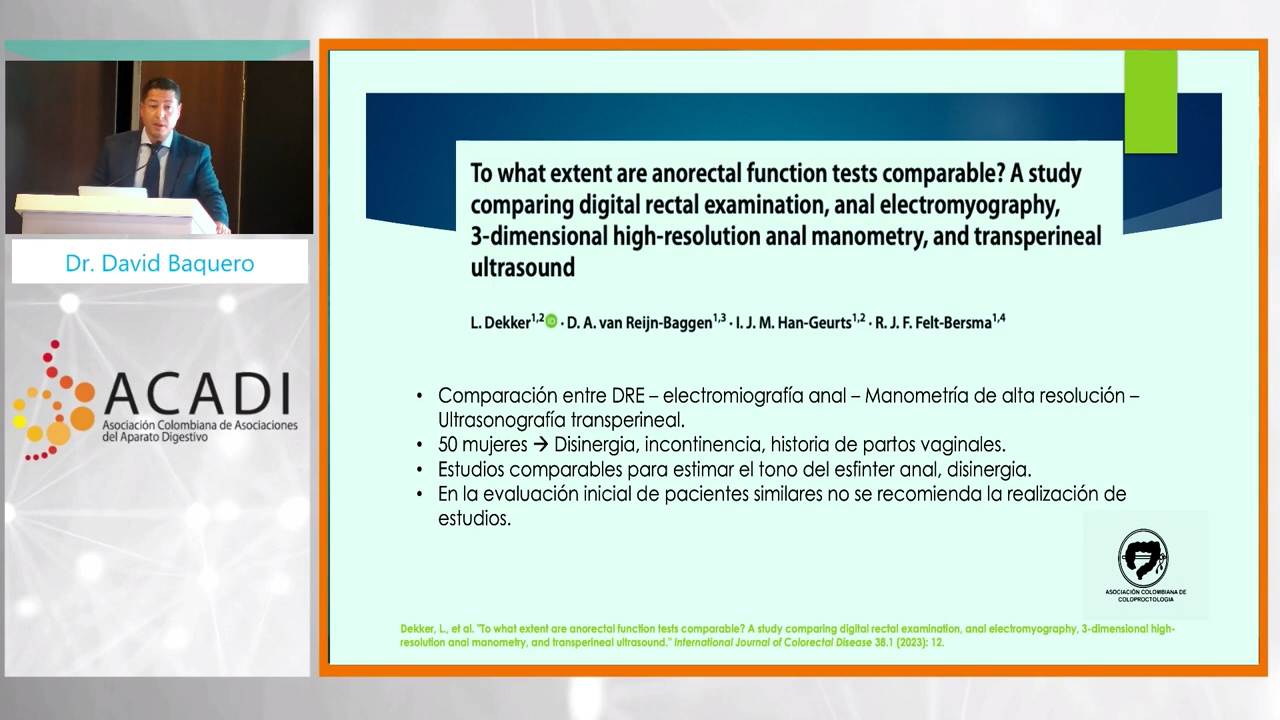 Dr. David Baquero
ACADI
Asociación Colombiana de Asociaciones
del Aparato Digestivo
To what extent are anorectal function tests comparable? A study
comparing digital rectal examination, anal electromyography,
3-dimensional high-resolution anal manometry, and transperineal
ultrasound
L. Dekker1,2 iD · D. A. van Reijn-Baggen1,3 · I. J. M. Han-Geurts1,2 · R. J. F. Felt-Bersma1,4
• Comparación entre DRE – electromiografía anal – Manometría de alta resolución –
Ultrasonografía transperineal.
• 50 mujeres → Disinergia, incontinencia, historia de partos vaginales.
• Estudios comparables para estimar el tono del esfinter anal, disinergia.
• En la evaluación inicial de pacientes similares no se recomienda la realización de
estudios.
ASOCIACIÓN COLOMBIANA DE
COLOPROCTOLOGIA
Dekker, L., et al. "To what extent are anorectal function tests comparable? A study comparing digital rectal examination, anal electromyography, 3-dimensional high-
resolution anal manometry, and transperineal ultrasound." International Journal of Colorectal Disease 38.1 (2023): 12.